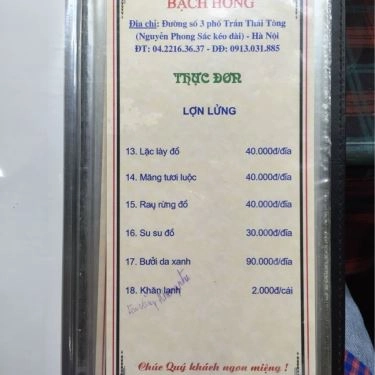 BẠCH HỒNG
Địa chỉ: Đường số 3 phố Trần Thái Tông
(Nguyễn Phong Sắc kéo dài) - Hà Nội
ĐT: 04.2216.36.37 - DĐ: 0913.031.885
THỰC ĐƠN
LỢN LỬNG
13. Lặc lày đồ 40.000đ/đĩa
14. Măng tươi luộc 40.000đ/đĩa
15. Rau rừng đồ 40.000đ/đĩa
16. Su su đồ 30.000đ/đĩa
17. Bưởi da xanh 90.000đ/đĩa
18. Khăn lạnh 2.000đ/cái
Chúc Quý khách ngon miệng !